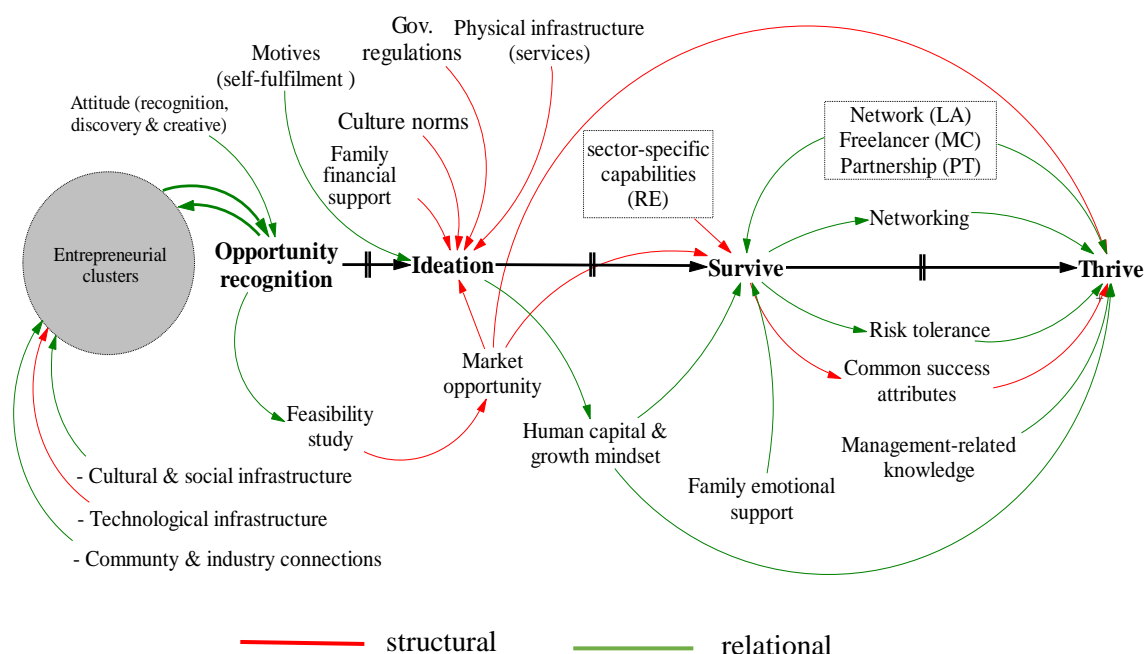 Gov.
regulations
Physical infrastructure
(services)
Motives
(self-fulfilment )
Attitude (recognition,
discovery & creative)
Culture norms
Family
financial
support
sector-specific
capabilities
(RE)
Network (LA)
Freelancer (MC)
Partnership (PT)
Networking
Entrepreneurial
clusters
Opportunity
recognition
Ideation
Survive
Thrive
Risk tolerance
Market
opportunity
Common success
attributes
Feasibility
study
Human capital &
growth mindset
Management-related
knowledge
Family emotional
support
- Cultural & social infrastructure
- Technological infrastructure
- Communty & industry connections
structural
relational